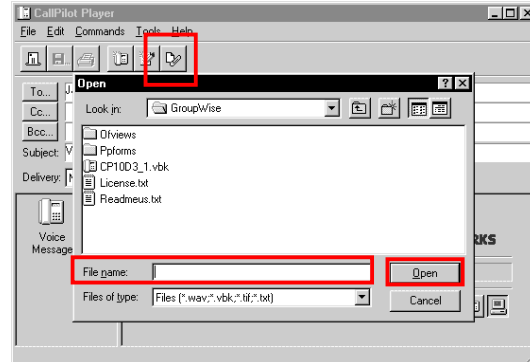 CallPilot Player
File Edit Commands Tools Help
Open
To... J.
Look in: GroupWise
Cc...
Bcc...
Ofviews
Ppforms
CP10D3_1.vbk
License.txt
Readmeus.txt
Subject: V
Delivery: N
Voice
Message
RKS
File name:
Open
Files of type: Files (*.wav;*.vbk;*.tif;*.txt)
Cancel